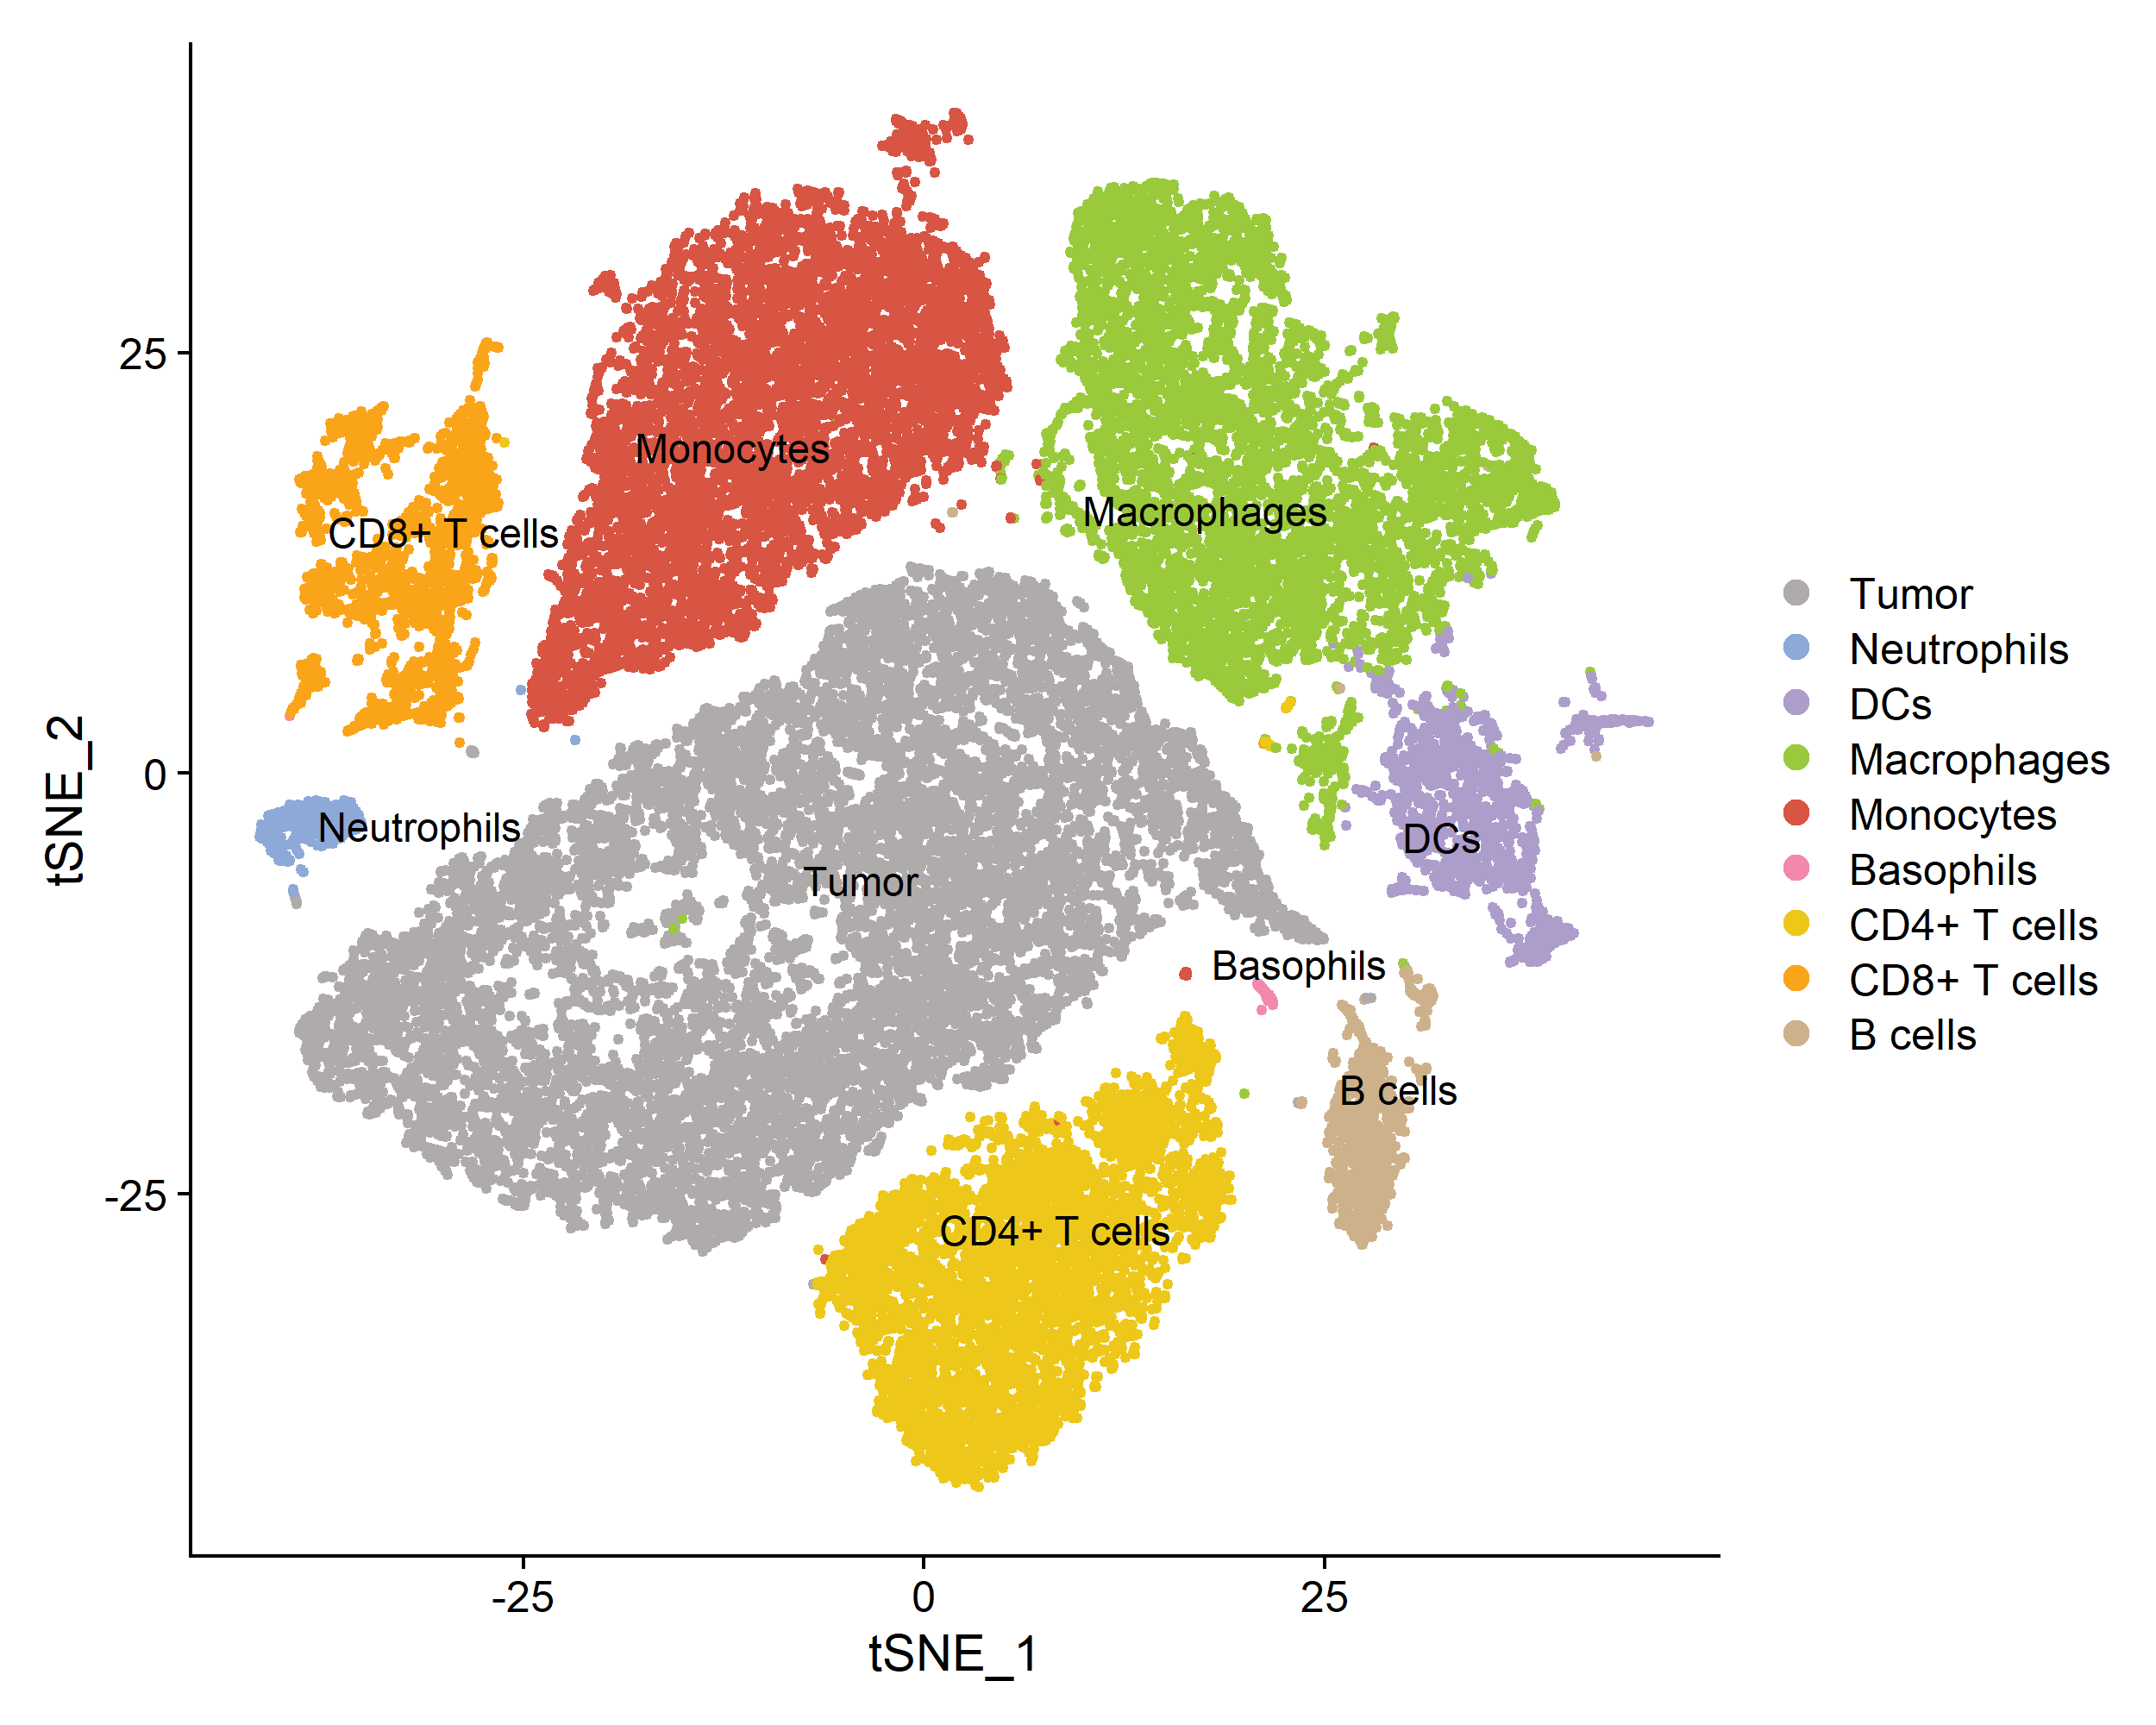 Monocytes
Macrophages
CD8+ T cells
Neutrophils
DCs
Tumor
Basophils
B cells
CD4+ T cells
25
0
-25
tSNE_2
-25
0
25
tSNE_1
Tumor
Neutrophils
DCs
Macrophages
Monocytes
Basophils
CD4+ T cells
CD8+ T cells
B cells